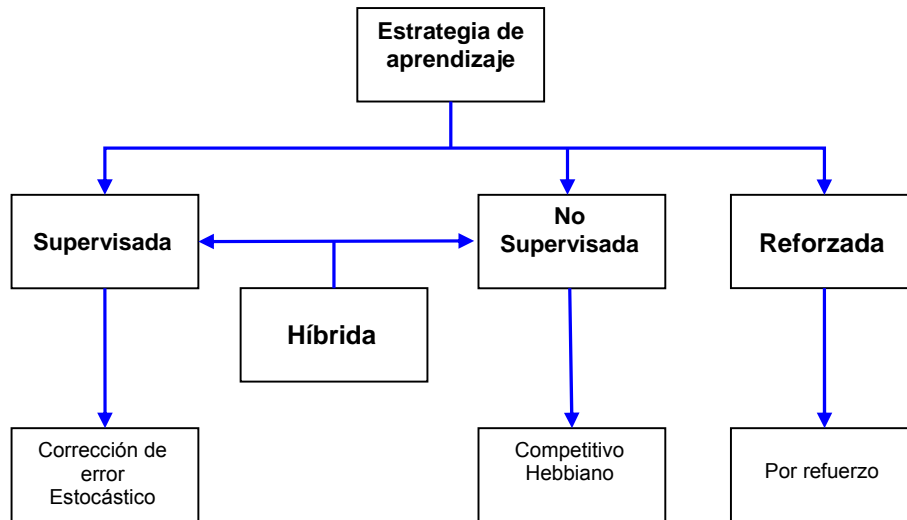 Estrategia de
aprendizaje
Supervisada
No
Supervisada
Reforzada
Híbrida
Corrección de
error
Estocástico
Competitivo
Hebbiano
Por refuerzo